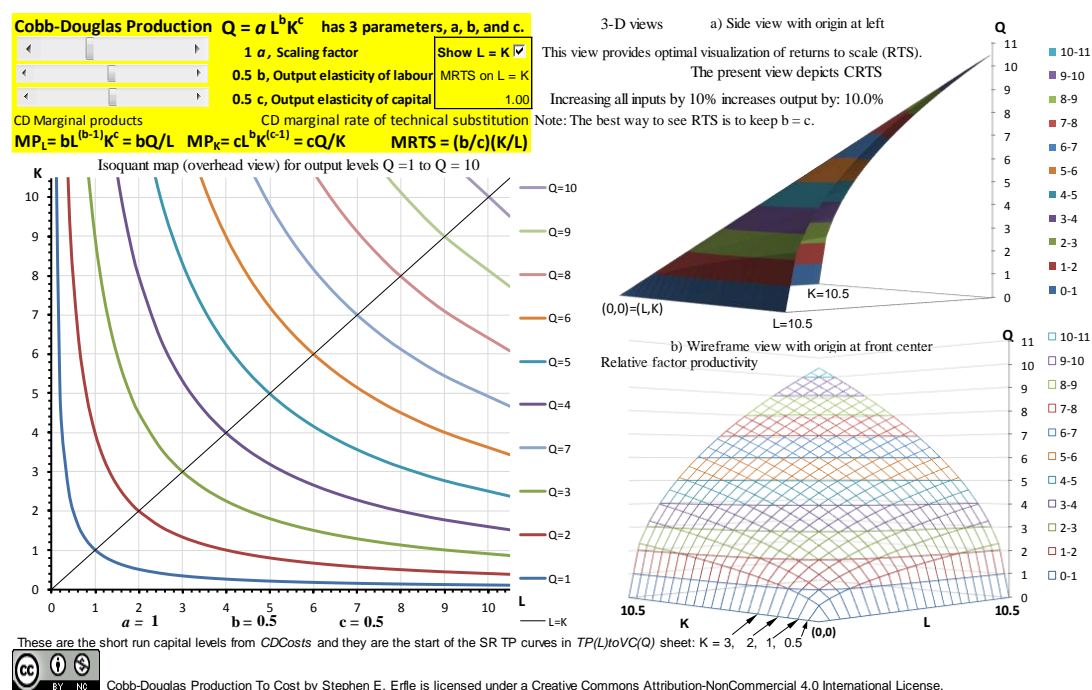 Cobb-Douglas Production Q = a L^b K^c has 3 parameters, a, b, and c.
1 a, Scaling factor
Show L = K
0.5 b, Output elasticity of labour
MRTS on L = K
0.5 c, Output elasticity of capital
1.00
CD Marginal products
CD marginal rate of technical substitution
MP_L = bL^(b-1)K^c = bQ/L MP_K = cL^bK^(c-1) = cQ/K MRTS = (b/c)(K/L)
Isoquant map (overhead view) for output levels Q =1 to Q = 10
K
10
9
8
7
6
5
4
3
2
1
0
0 1 2 3 4 5 6 7 8 9 10
L
Q=10
Q=9
Q=8
Q=6
Q=5
Q=4
Q=7
Q=3
Q=2
Q=1
L=K
a = 1 b = 0.5 c = 0.5
3-D views a) Side view with origin at left
This view provides optimal visualization of returns to scale (RTS).
The present view depicts CRTS
Increasing all inputs by 10% increases output by: 10.0%
Note: The best way to see RTS is to keep b = c.
Q
11
10
9
8
7
6
5
4
3
2
1
0
10-11
9-10
8-9
7-8
6-7
5-6
4-5
3-4
2-3
1-2
0-1
(0,0)=(L,K)
K=10.5
L=10.5
b) Wireframe view with origin at front center
Relative factor productivity
Q
11
10
9
8
7
6
5
4
3
2
1
0
10-11
9-10
8-9
7-8
6-7
5-6
4-5
3-4
2-3
1-2
0-1
10.5
K
(0,0)
L
10.5
These are the short run capital levels from CDCosts and they are the start of the SR TP curves in TP(L)toVC(Q) sheet: K = 3, 2, 1, 0.5
cc BY NC
Cobb-Douglas Production To Cost by Stephen E. Erfle is licensed under a Creative Commons Attribution-NonCommercial 4.0 International License.